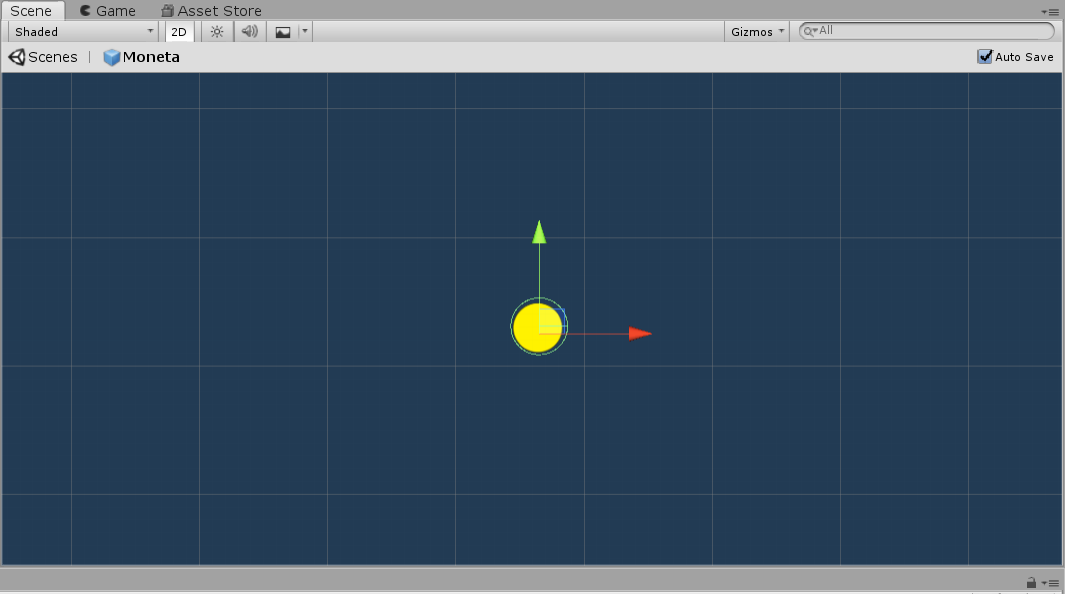 Scene Game Asset Store
Shaded 2D Gizmos All
Scenes | Moneta Auto Save